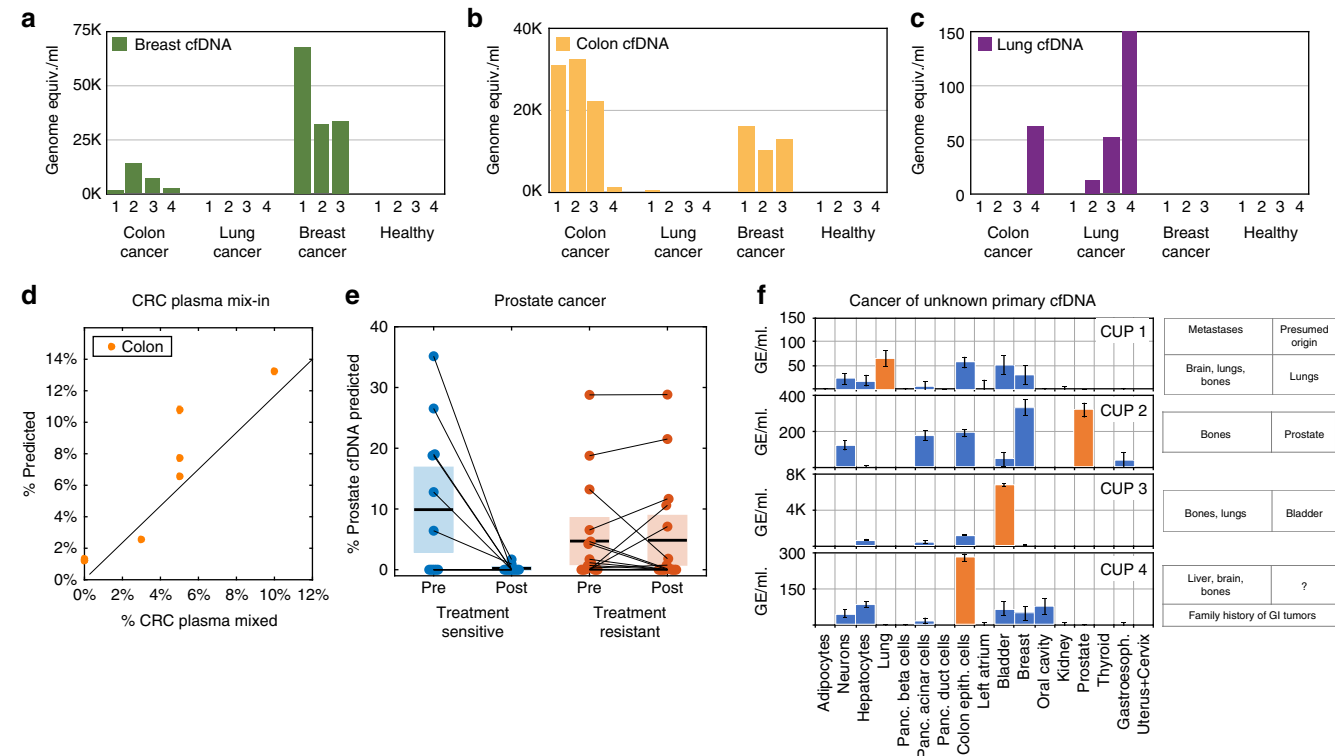 a
75K
50K
25K
0K
Genome equiv./ml
Breast cfDNA
1 2 3 4 1 2 3 4 1 2 3 1 2 3 4
Colon cancer
Lung cancer
Breast cancer
Healthy
b
40K
20K
0K
Genome equiv./ml
Colon cfDNA
1 2 3 4 1 2 3 4 1 2 3 1 2 3 4
Colon cancer
Lung cancer
Breast cancer
Healthy
c
150
100
50
0
Genome equiv./ml
Lung cfDNA
1 2 3 4 1 2 3 4 1 2 3 1 2 3 4
Colon cancer
Lung cancer
Breast cancer
Healthy
d
CRC plasma mix-in
Colon
14%
12%
10%
8%
6%
4%
2%
0%
% Predicted
0% 2% 4% 6% 8% 10% 12%
% CRC plasma mixed
e
Prostate cancer
40
30
20
10
0
% Prostate cfDNA predicted
Pre Post Pre Post
Treatment sensitive
Treatment resistant
f
Cancer of unknown primary cfDNA
150
100
50
GE/ml.
CUP 1
400
200
GE/ml.
CUP 2
8K
4K
GE/ml.
CUP 3
300
150
GE/ml.
CUP 4
Adipocytes
Neurons
Hepatocytes
Lung
Panc. beta cells
Panc. acinar cells
Panc. duct cells
Colon epith. cells
Left atrium
Bladder
Breast
Oral cavity
Kidney
Prostate
Thyroid
Gastroesoph.
Uterus+Cervix
Metastases
Presumed origin
Brain, lungs, bones
Lungs
Bones
Prostate
Bones, lungs
Bladder
Liver, brain, bones
?
Family history of GI tumors